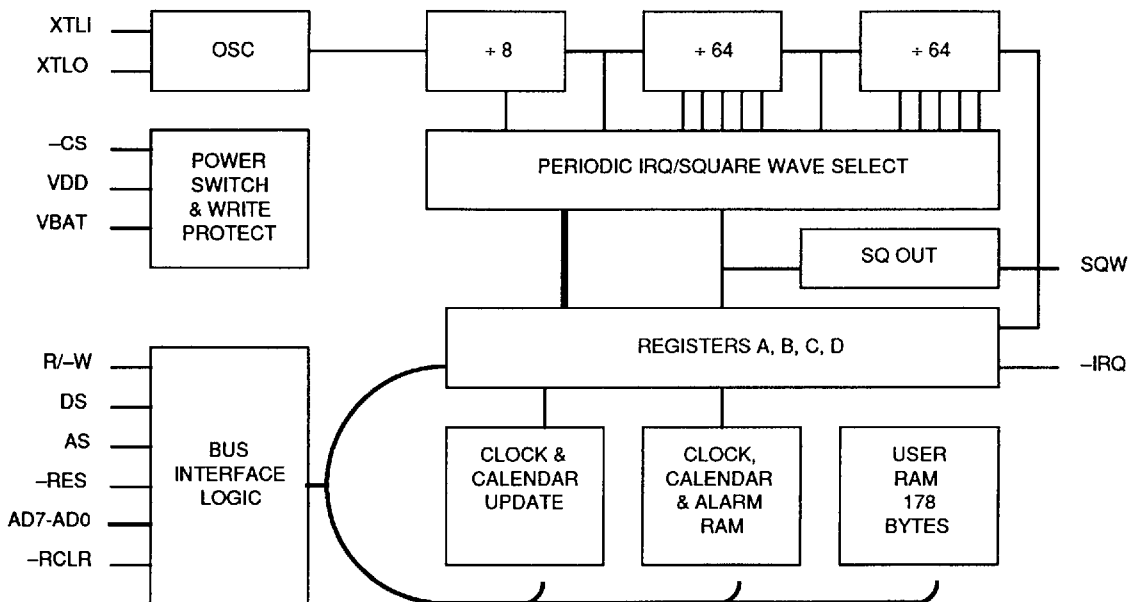 XTLI
XTLO
OSC
÷ 8
÷ 64
÷ 64
–CS
VDD
VBAT
POWER
SWITCH
& WRITE
PROTECT
PERIODIC IRQ/SQUARE WAVE SELECT
SQ OUT
SQW
REGISTERS A, B, C, D
–IRQ
R/–W
DS
AS
–RES
AD7-AD0
–RCLR
BUS
INTERFACE
LOGIC
CLOCK &
CALENDAR
UPDATE
CLOCK,
CALENDAR
& ALARM
RAM
USER
RAM
178
BYTES